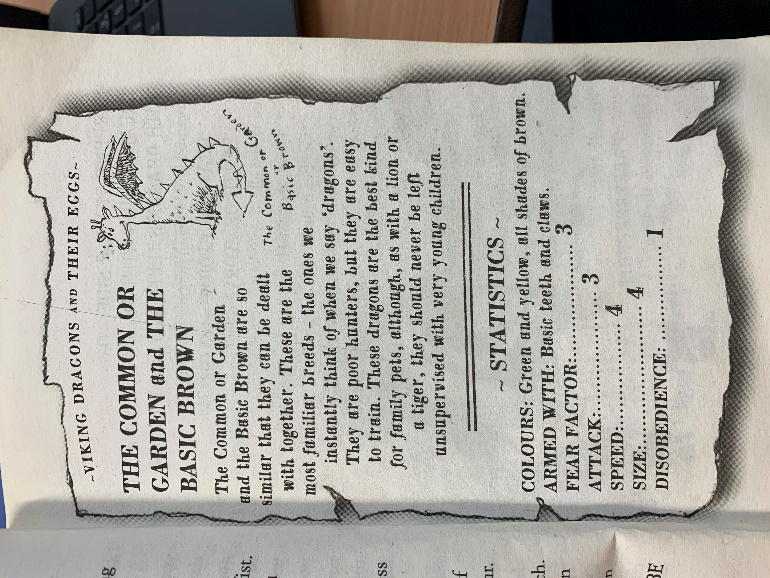 ~VIKING DRAGONS AND THEIR EGGS~
THE COMMON OR
GARDEN and THE
BASIC BROWN
The Common or Garden
or
Basic Brown
The Common or Garden
and the Basic Brown are so
similar that they can be dealt
with together. These are the
most familiar breeds – the ones we
instantly think of when we say 'dragons'.
They are poor hunters, but they are easy
to train. These dragons are the best kind
for family pets, although, as with a lion or
a tiger, they should never be left
unsupervised with very young children.
~ STATISTICS ~
COLOURS: Green and yellow, all shades of brown.
ARMED WITH: Basic teeth and claws.
FEAR FACTOR:................ 3
ATTACK:..................... 3
SPEED:................ 4
SIZE:..................... 4
DISOBEDIENCE: ................ 1